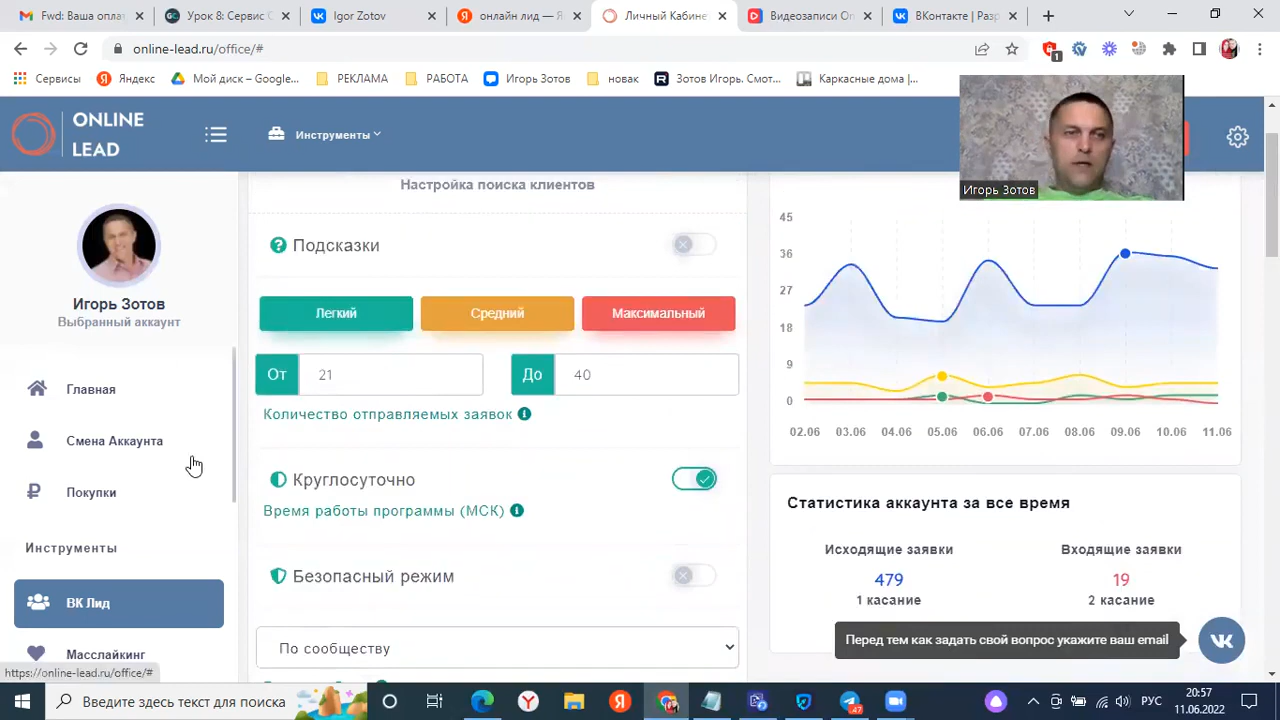 Fwd: Ваша опла
Урок 8: Сервис С
Igor Zotov
онлайн лид — Я
Личный Кабине
Видеозаписи Оп
ВКонтакте | Разр
online-lead.ru/office/#
1
Сервисы
Яндекс
Мой диск – Google...
РЕКЛАМА
РАБОТА
Игорь Зотов
новак
Зотов Игорь. Смот...
Каркасные дома |...
ONLINE
LEAD
Инструменты
Игорь Зотов
Игорь Зотов
Выбранный аккаунт
Главная
Смена Аккаунта
Покупки
Инструменты
ВК Лид
Масслайкинг
https://online-lead.ru/office/#
Настройка поиска клиентов
Подсказки
Легкий
Средний
Максимальный
От
21
До
40
Количество отправляемых заявок
Круглосуточно
Время работы программы (МСК)
Безопасный режим
По сообществу
45
36
27
18
9
0
02.06 03.06 04.06 05.06 06.06 07.06 08.06 09.06 10.06 11.06
Статистика аккаунта за все время
Исходящие заявки
479
1 касание
Входящие заявки
19
2 касание
Перед тем как задать свой вопрос укажите ваш email
Введите здесь текст для поиска
47
РУС
20:57
11.06.2022